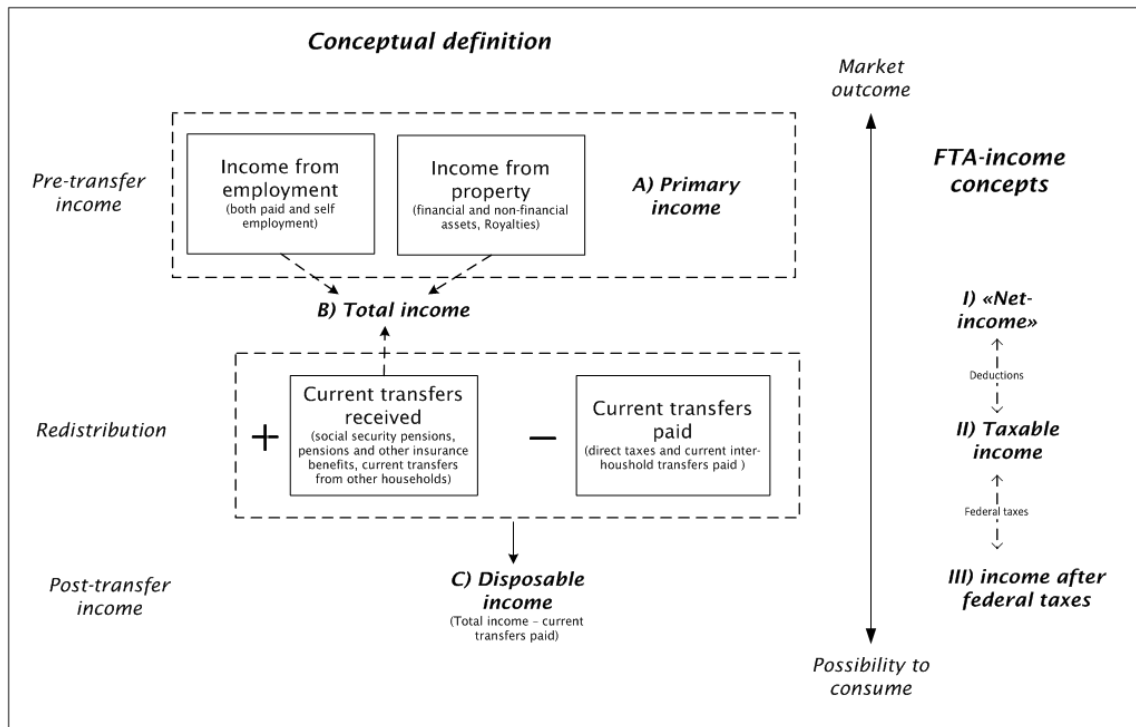 Conceptual definition
Market
outcome
Pre-transfer
income
Income from
employment
(both paid and self
employment)
Income from
property
(financial and non-financial
assets, Royalties)
A) Primary
income
FTA-income
concepts
B) Total income
I) «Net-
income»
Deductions
Redistribution
+
Current transfers
received
(social security pensions,
pensions and other insurance
benefits, current transfers
from other households)
−
Current transfers
paid
(direct taxes and current inter-
houshold transfers paid )
II) Taxable
income
Federal taxes
Post-transfer
income
C) Disposable
income
(Total income – current
transfers paid)
III) income after
federal taxes
Possibility to
consume